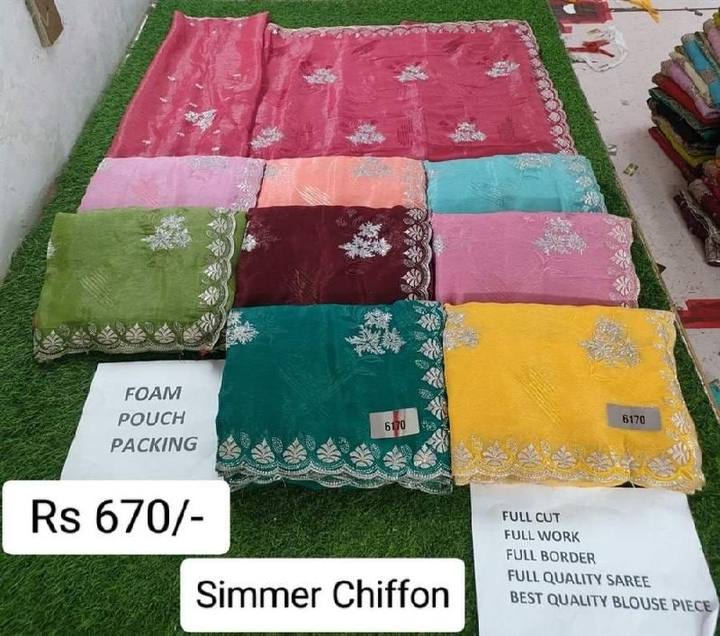 6170
6170
FOAM
POUCH
PACKING
Rs 670/-
FULL CUT
FULL WORK
FULL BORDER
FULL QUALITY SAREE
BEST QUALITY BLOUSE PIECE
Simmer Chiffon